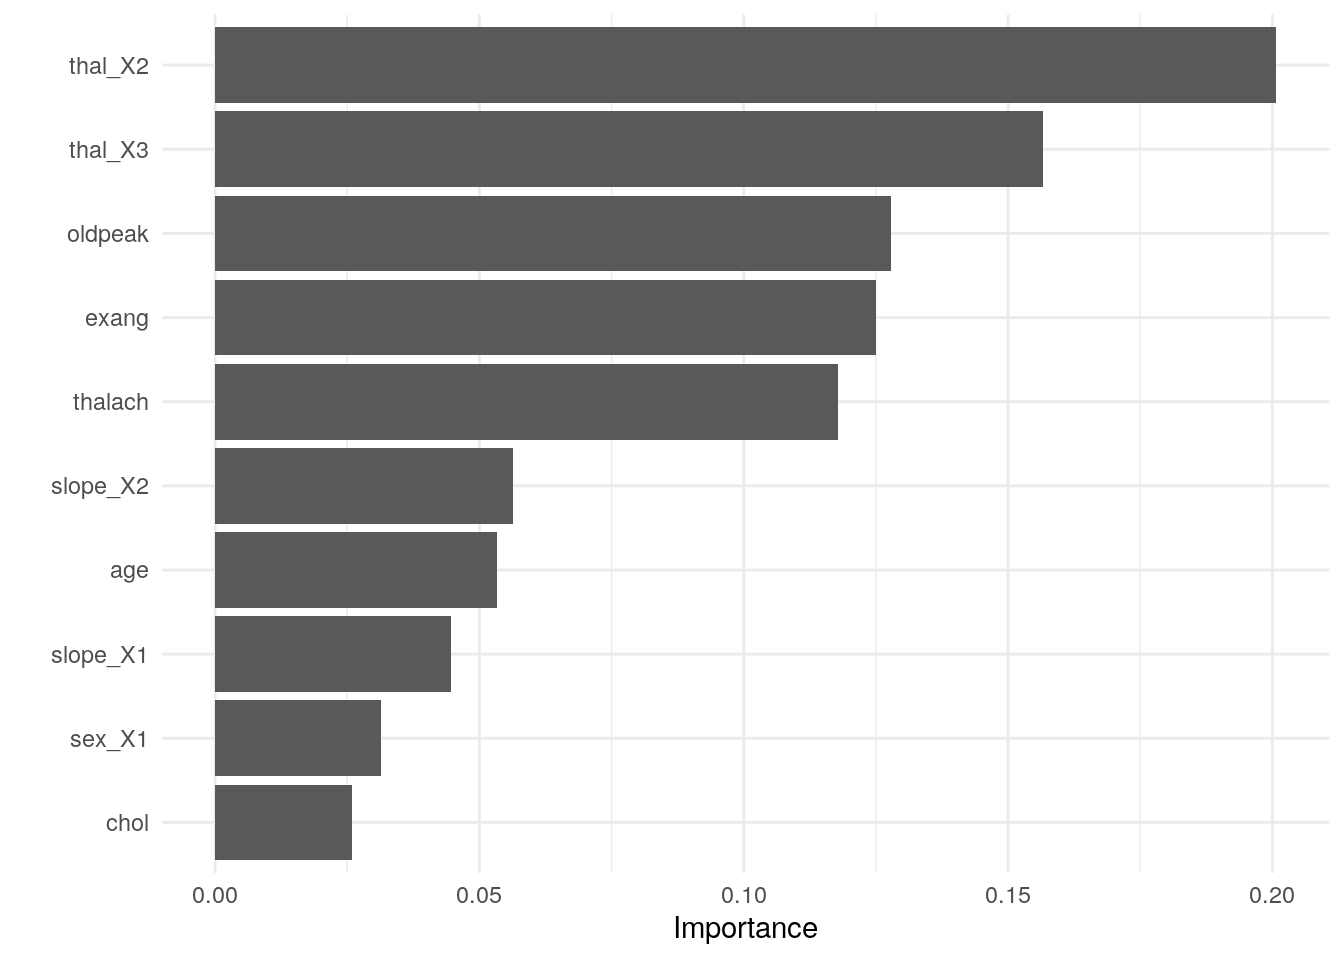 thal_X2
thal_X3
oldpeak
exang
thalach
slope_X2
age
slope_X1
sex_X1
chol
0.00 0.05 0.10 0.15 0.20
Importance